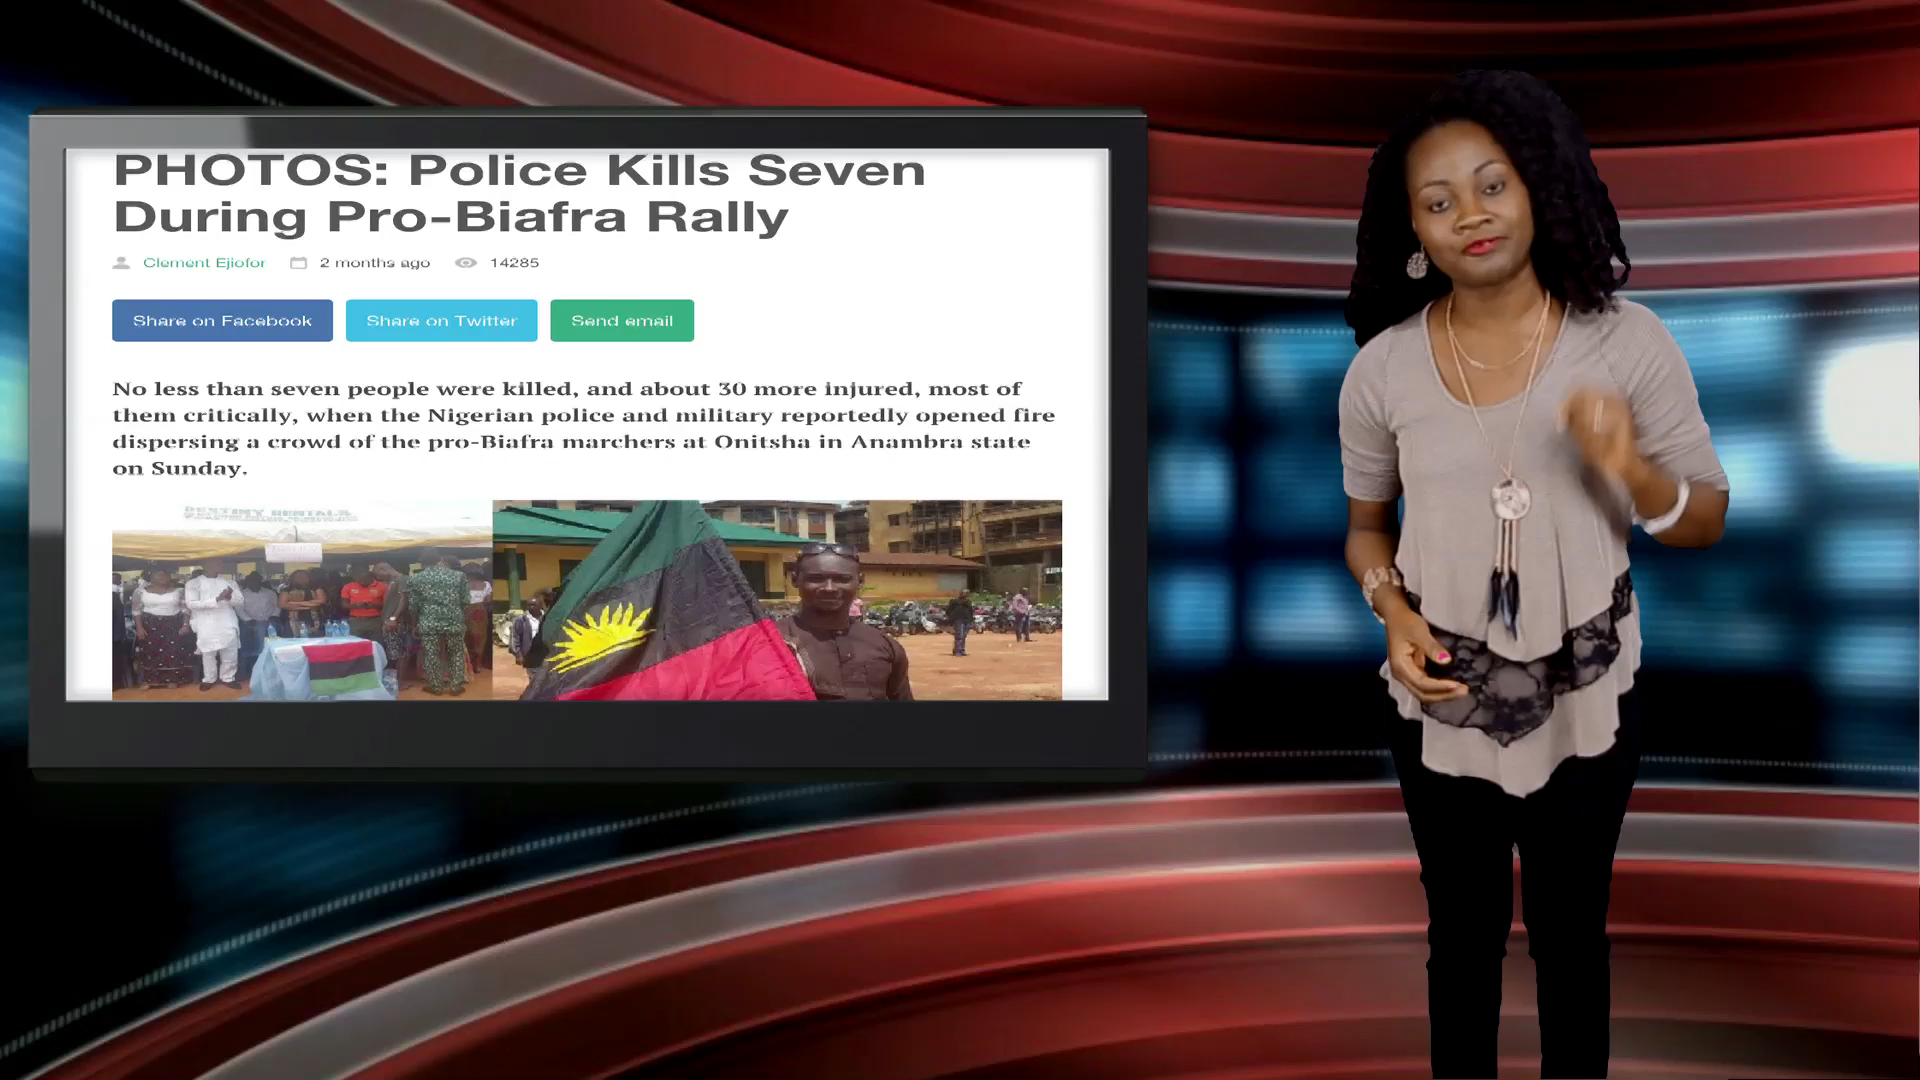 PHOTOS: Police Kills Seven
During Pro-Biafra Rally
Clement Ejiofor 2 months ago 14285
Share on Facebook Share on Twitter Send email
No less than seven people were killed, and about 30 more injured, most of
them critically, when the Nigerian police and military reportedly opened fire
dispersing a crowd of the pro-Biafra marchers at Onitsha in Anambra state
on Sunday.
DESTINY RENTALS